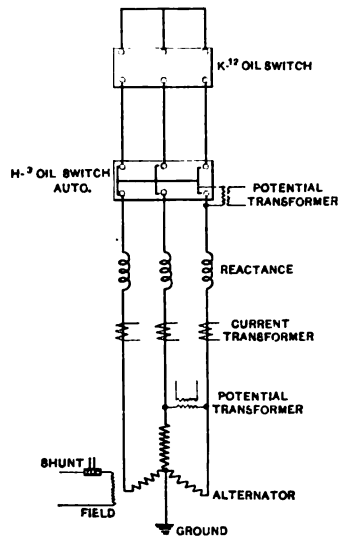 K-12 OIL SWITCH
H-3 OIL SWITCH
AUTO.
POTENTIAL
TRANSFORMER
REACTANCE
CURRENT
TRANSFORMER
POTENTIAL
TRANSFORMER
SHUNT
ALTERNATOR
FIELD
GROUND